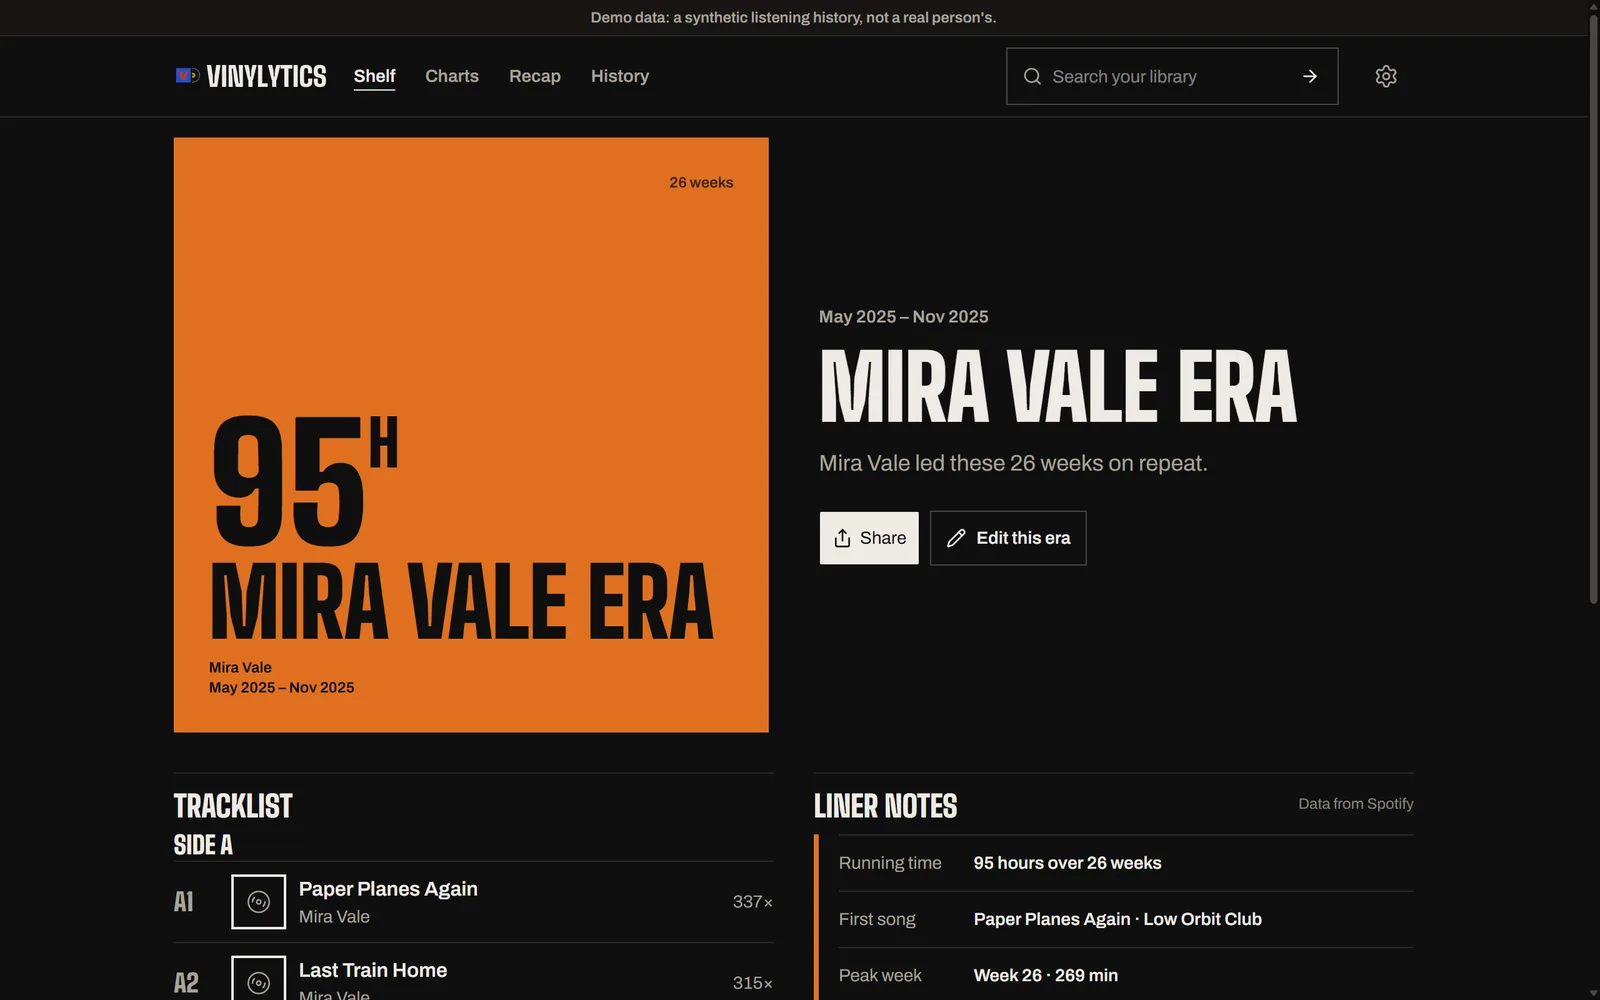 Demo data: a synthetic listening history, not a real person's.
VINYLYTICS
Shelf
Charts
Recap
History
Search your library
26 weeks
95H
MIRA VALE ERA
Mira Vale
May 2025 – Nov 2025
May 2025 – Nov 2025
MIRA VALE ERA
Mira Vale led these 26 weeks on repeat.
Share
Edit this era
TRACKLIST
SIDE A
A1
Paper Planes Again
Mira Vale
337×
A2
Last Train Home
Mira Vale
315×
LINER NOTES
Data from Spotify
Running time
95 hours over 26 weeks
First song
Paper Planes Again · Low Orbit Club
Peak week
Week 26 · 269 min